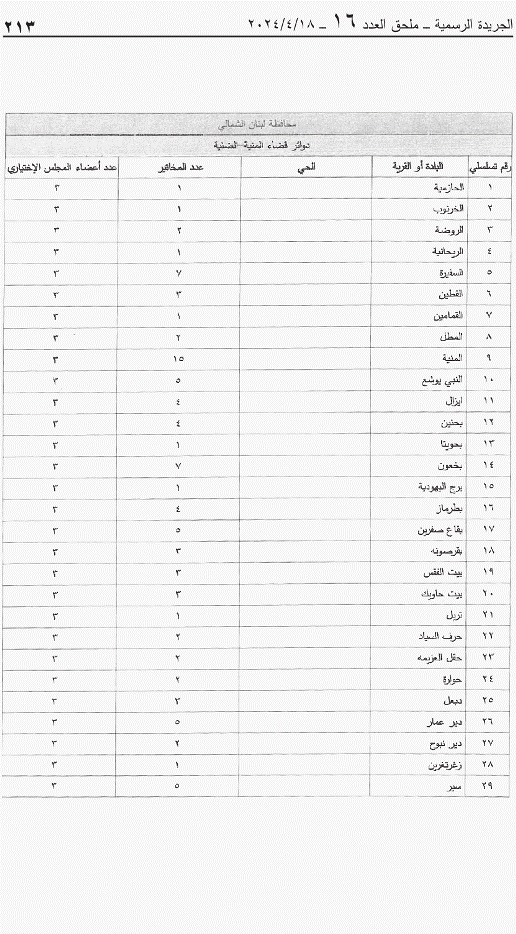 الجريدة الرسمية ــ ملحق العدد ١٦ ــ ٢٠٢٤/٤/١٨ ٢١٣
محافظة لبنان الشمالي
دوائر قضاء المنية الضنية
رقم تسلسلي البلدة أو القرية الحي عدد المخاتير عدد أعضاء المجلس الإختياري
١ الحازمية ١ ٣
٢ الخرنوب ١ ٣
٣ الروضة ٢ ٣
٤ الريحانية ١ ٣
٥ السفيرة ٧ ٣
٦ القطين ٣ ٣
٧ القمامين ١ ٣
٨ المطل ٢ ٣
٩ المنية ١٥ ٣
١٠ النبي يوشع ٥ ٣
١١ ايزال ٤ ٣
١٢ بحنين ٤ ٣
١٣ بحويتا ١ ٣
١٤ بخعون ٧ ٣
١٥ برج اليهودية ١ ٣
١٦ بطرماز ٤ ٣
١٧ بقاع صفرين ٥ ٣
١٨ بقرصونه ٣ ٣
١٩ بيت الفقس ٣ ٣
٢٠ بيت حاويك ٣ ٣
٢١ تربل ١ ٣
٢٢ حرف السياد ٢ ٣
٢٣ حقل العزيمه ٢ ٣
٢٤ حوارة ٢ ٣
٢٥ دبعل ٣ ٣
٢٦ دير عمار ٥ ٣
٢٧ دير نبوح ٢ ٣
٢٨ زغرتغرين ١ ٣
٢٩ سير ٥ ٣